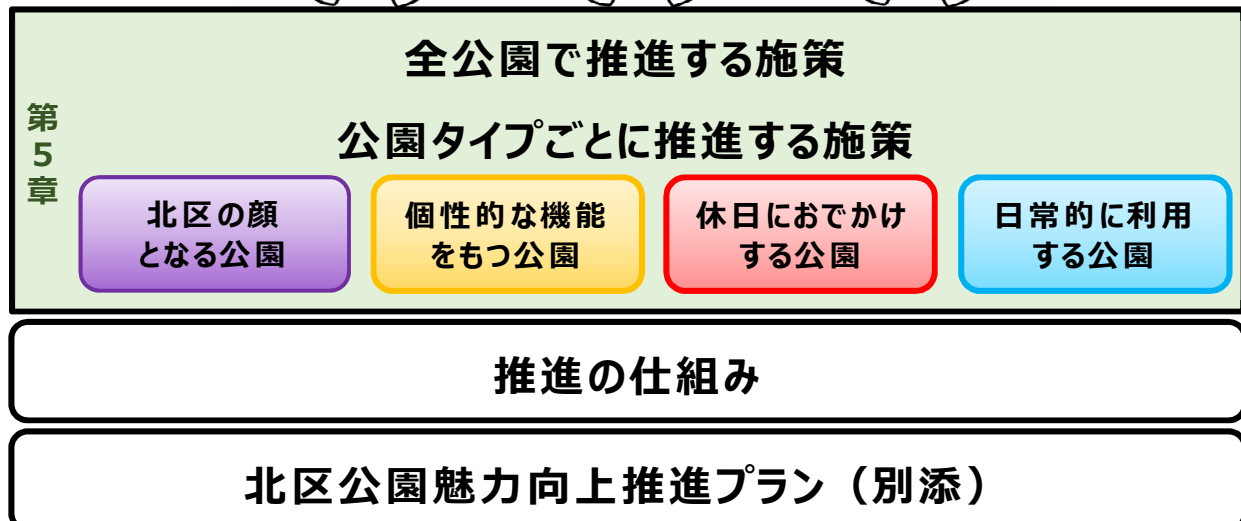 全公園で推進する施策
第5章
公園タイプごとに推進する施策
北区の顔
となる公園
個性的な機能
をもつ公園
休日におでかけ
する公園
日常的に利用
する公園
推進の仕組み
北区公園魅力向上推進プラン（別添）